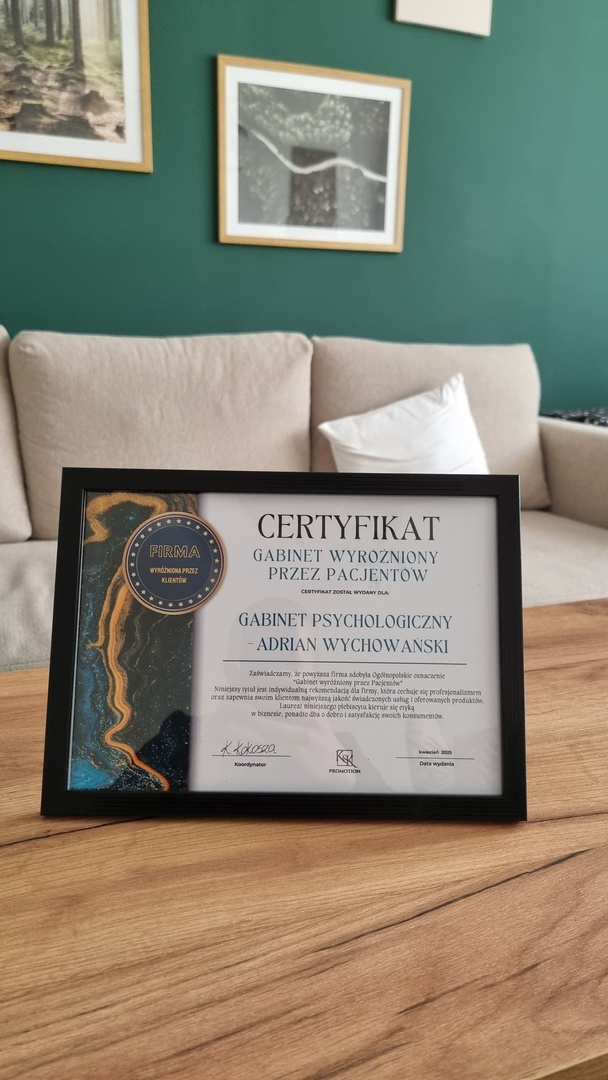 CERTYFIKAT
GABINET WYRÓŻNIONY
PRZEZ PACJENTÓW
CERTYFIKAT ZOSTAŁ WYDANY DLA:
GABINET PSYCHOLOGICZNY
- ADRIAN WYCHOWAŃSKI
Zaświadczamy, że powyższa firma zdobyła Ogólnopolskie oznaczenie
"Gabinet wyróżniony przez Pacjentów"
Niniejszy tytuł jest indywidualną rekomendacją dla firmy, która cechuje się profesjonalizmem
oraz zapewnia swoim klientom najwyższą jakość świadczonych usług i oferowanych produktów.
Laureat niniejszego plebiscytu kieruje się etyką
w biznesie, ponadto dba o dobro i satysfakcję swoich konsumentów.
FIRMA
WYRÓŻNIONA PRZEZ
KLIENTÓW
K Kokosza
Koordynator
K&K
PROMOTION
kwiecień 2025
Data wydania